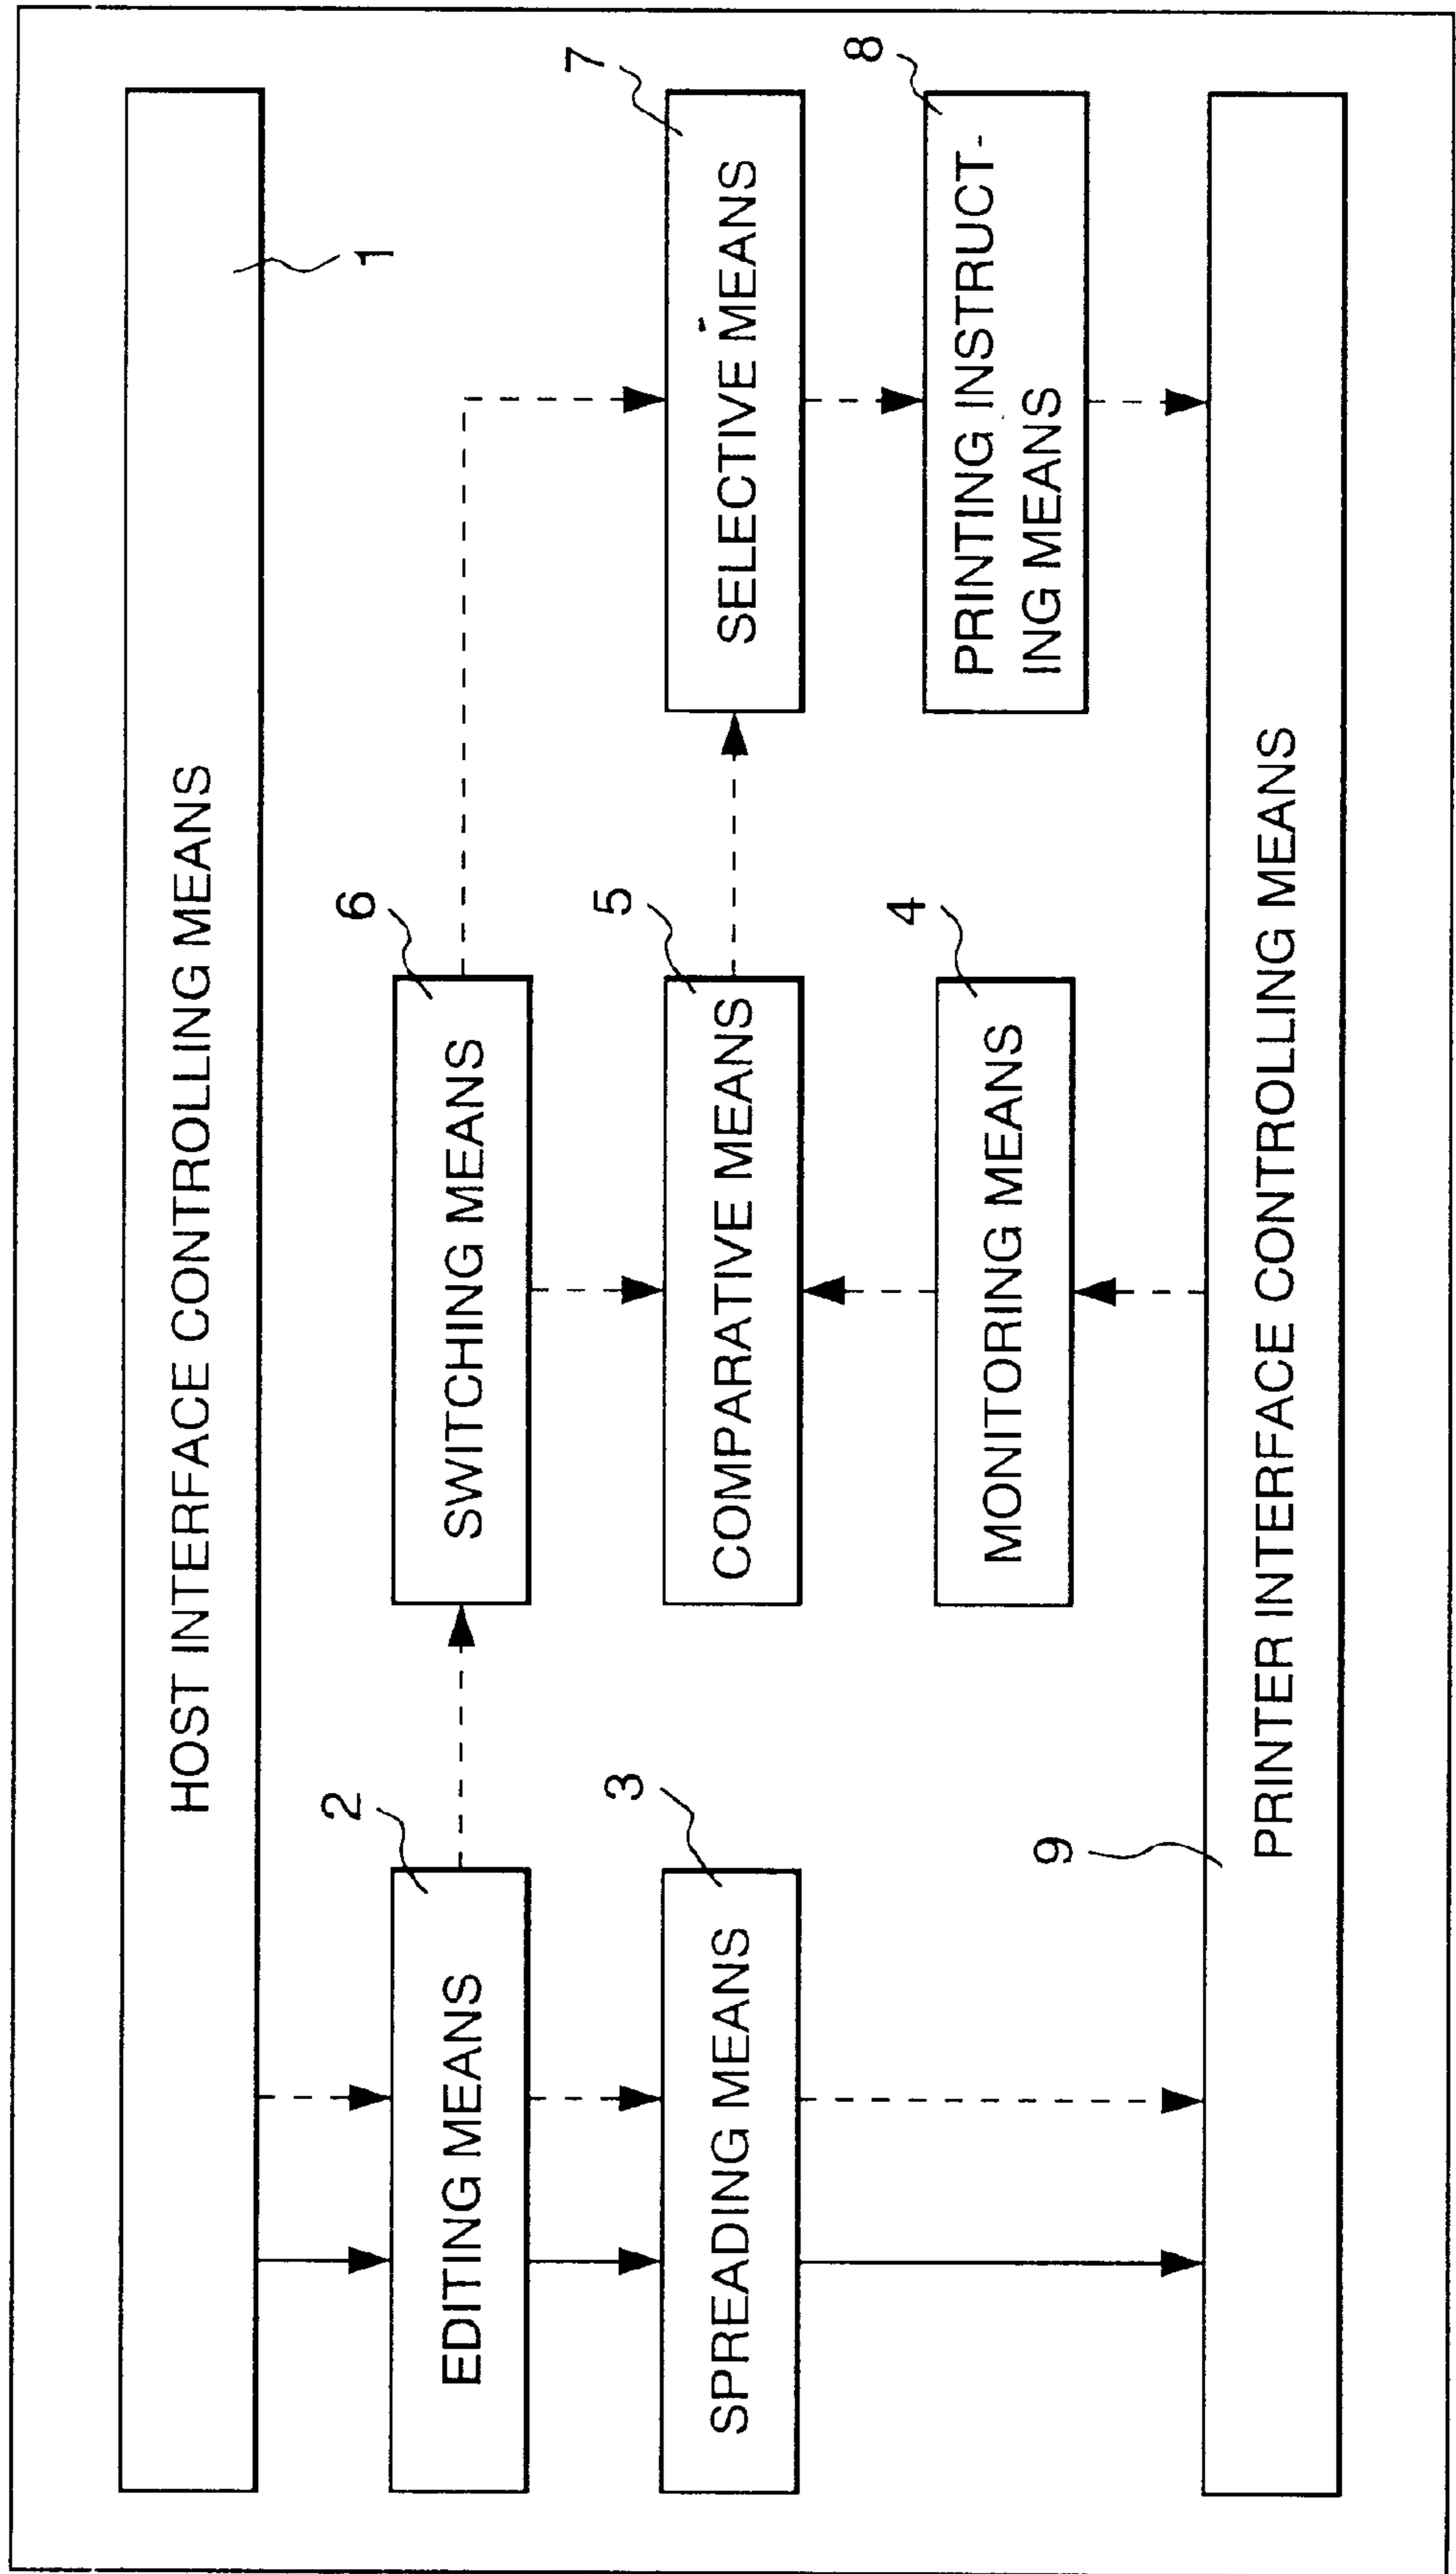 HOST INTERFACE CONTROLLING MEANS
1
2
EDITING MEANS
6
SWITCHING MEANS
3
SPREADING MEANS
5
COMPARATIVE MEANS
7
SELECTIVE MEANS
4
MONITORING MEANS
8
PRINTING INSTRUCT-
ING MEANS
9
PRINTER INTERFACE CONTROLLING MEANS